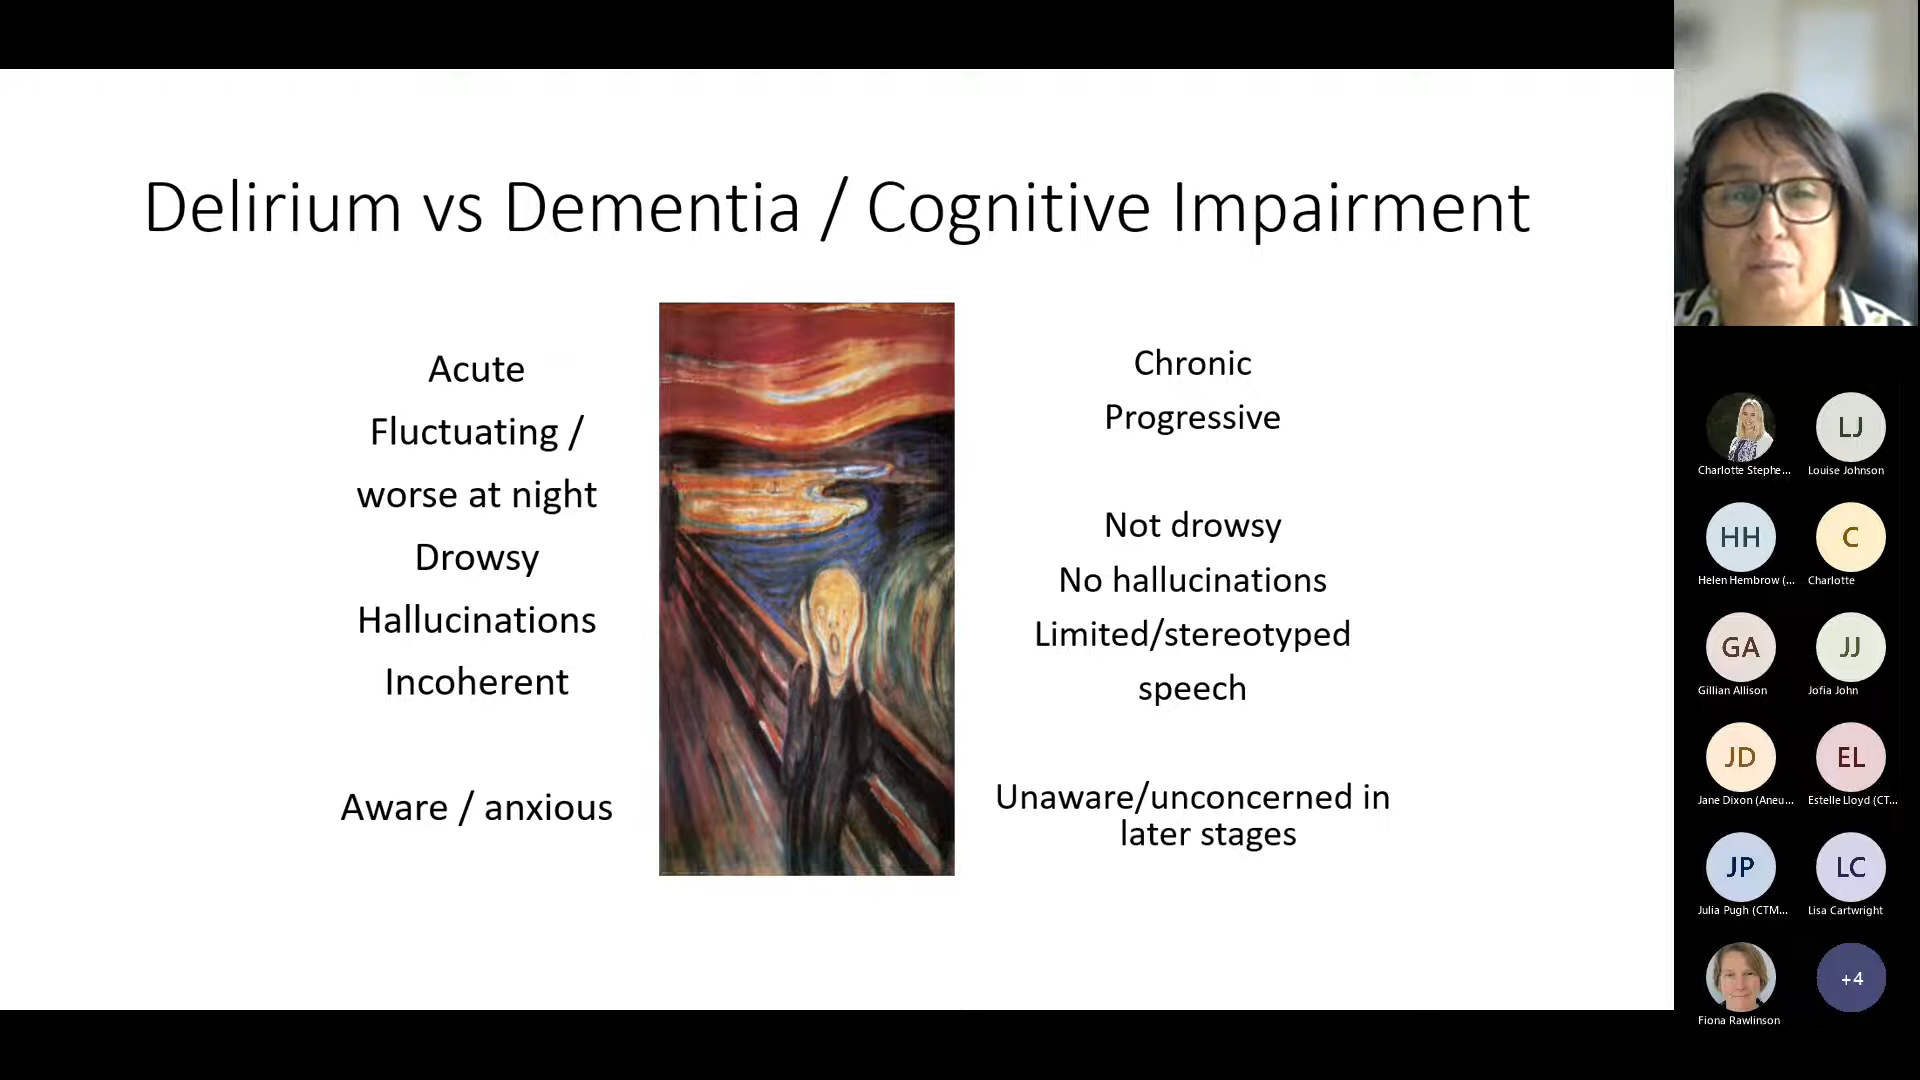 Delirium vs Dementia / Cognitive Impairment
Acute
Fluctuating /
worse at night
Drowsy
Hallucinations
Incoherent
Aware / anxious
Chronic
Progressive
Not drowsy
No hallucinations
Limited/stereotyped
speech
Unaware/unconcerned in
later stages
Charlotte Stephe...
LJ
Louise Johnson
HH
Helen Hembrow (...
C
Charlotte
GA
Gillian Allison
JJ
Jofia John
JD
Jane Dixon (Aneu...
EL
Estelle Lloyd (CT...
JP
Julia Pugh (CTM...
LC
Lisa Cartwright
Fiona Rawlinson
+4